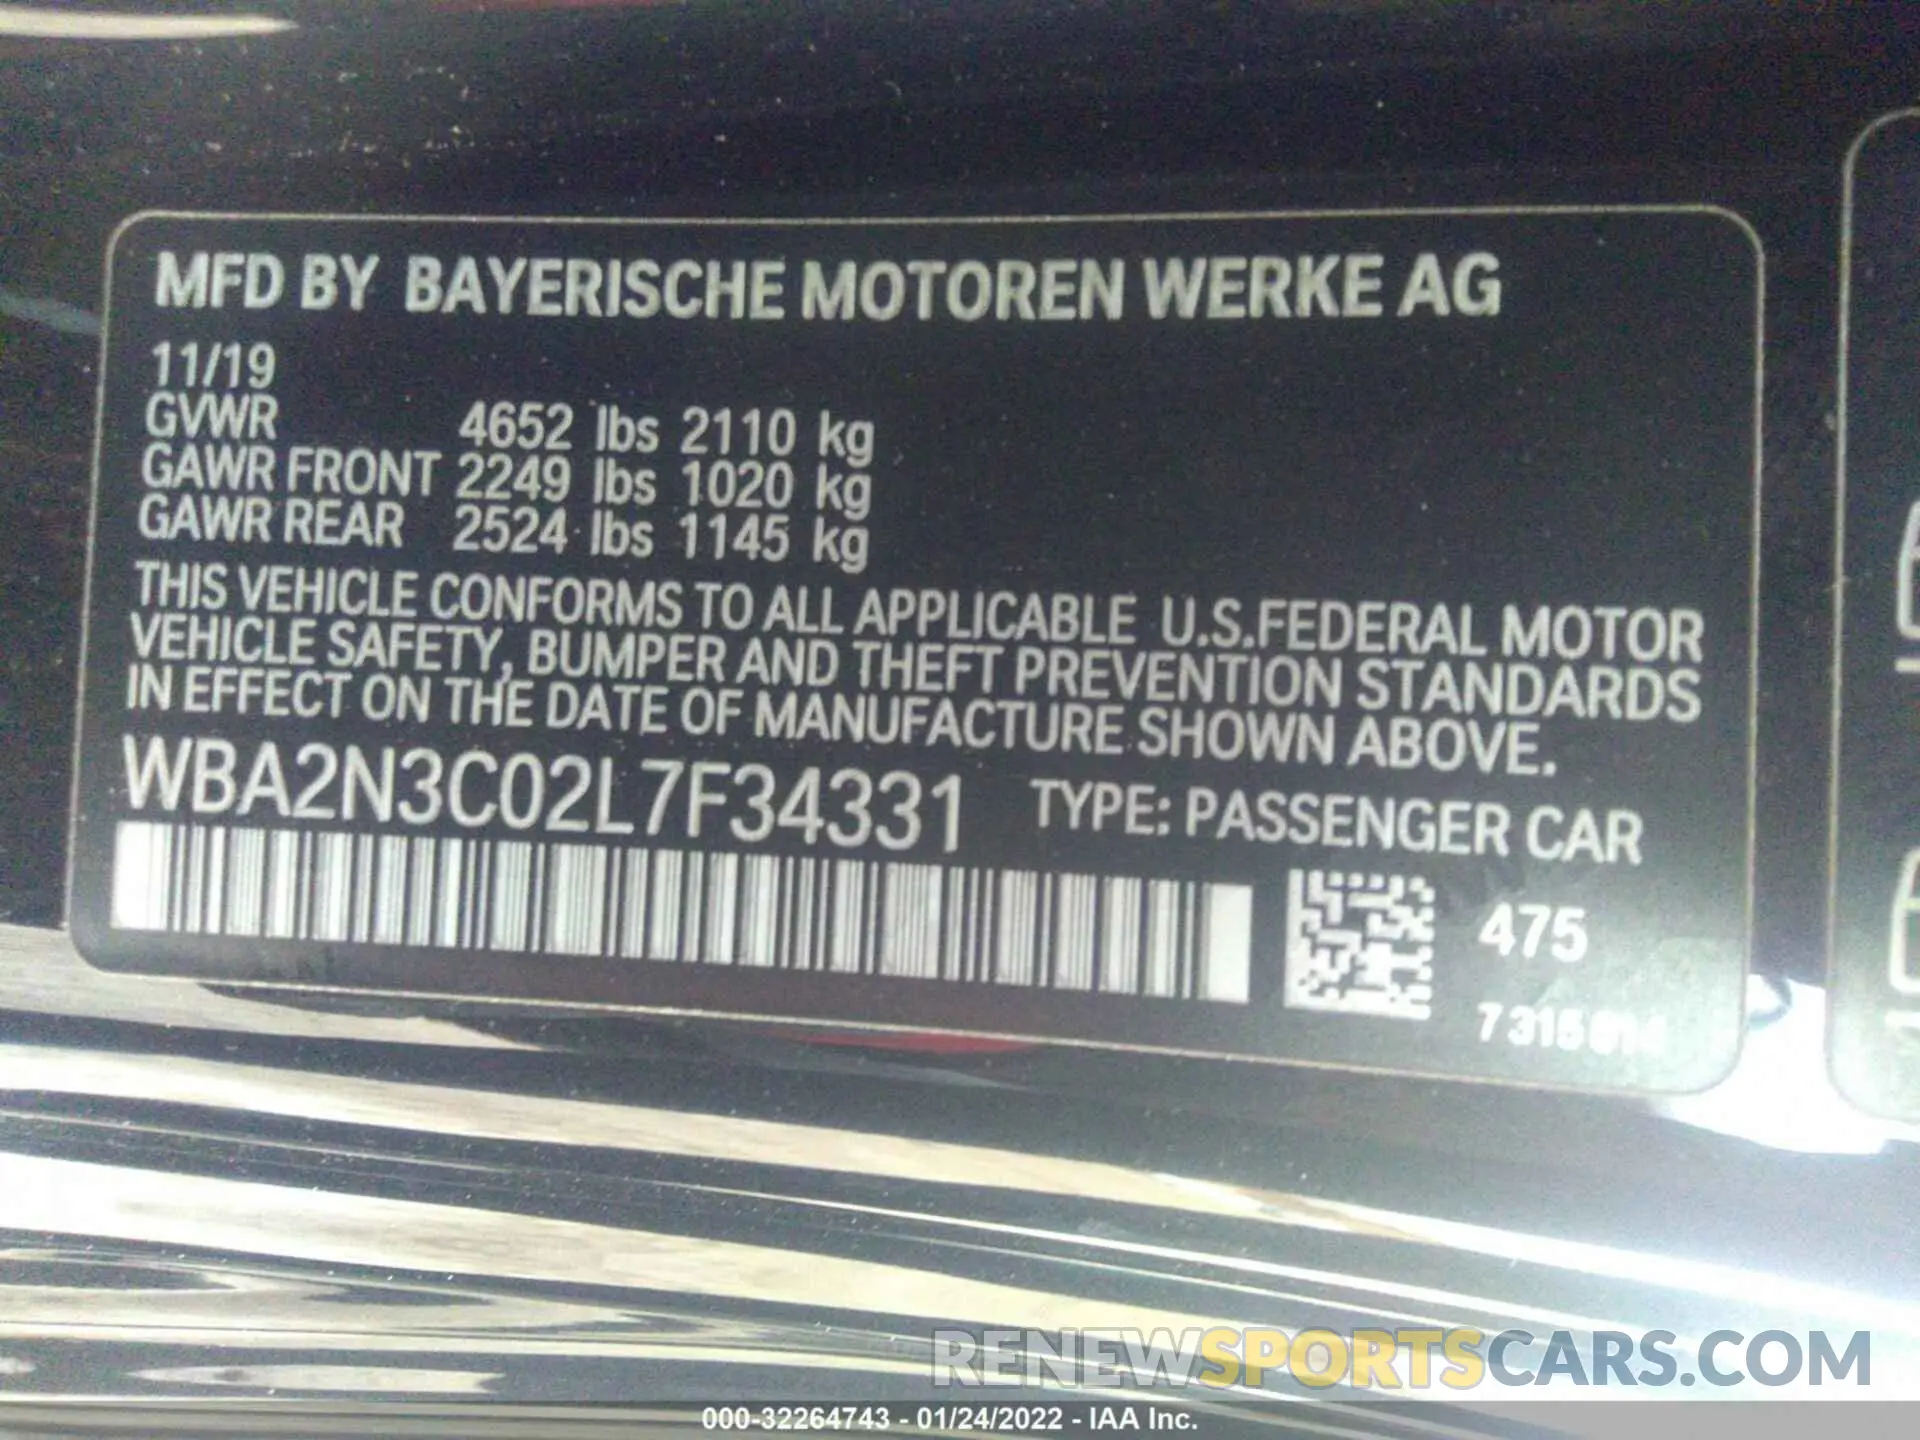 MFD BY BAYERISCHE MOTOREN WERKE AG
11/19
GVWR 4652 lbs 2110 kg
GAWR FRONT 2249 lbs 1020 kg
GAWR REAR 2524 lbs 1145 kg
THIS VEHICLE CONFORMS TO ALL APPLICABLE U.S.FEDERAL MOTOR
VEHICLE SAFETY, BUMPER AND THEFT PREVENTION STANDARDS
IN EFFECT ON THE DATE OF MANUFACTURE SHOWN ABOVE.
WBA2N3C02L7F34331 TYPE: PASSENGER CAR
475
RENEWSPORTSCARS.COM
000-32264743 - 01/24/2022 - IAA Inc.